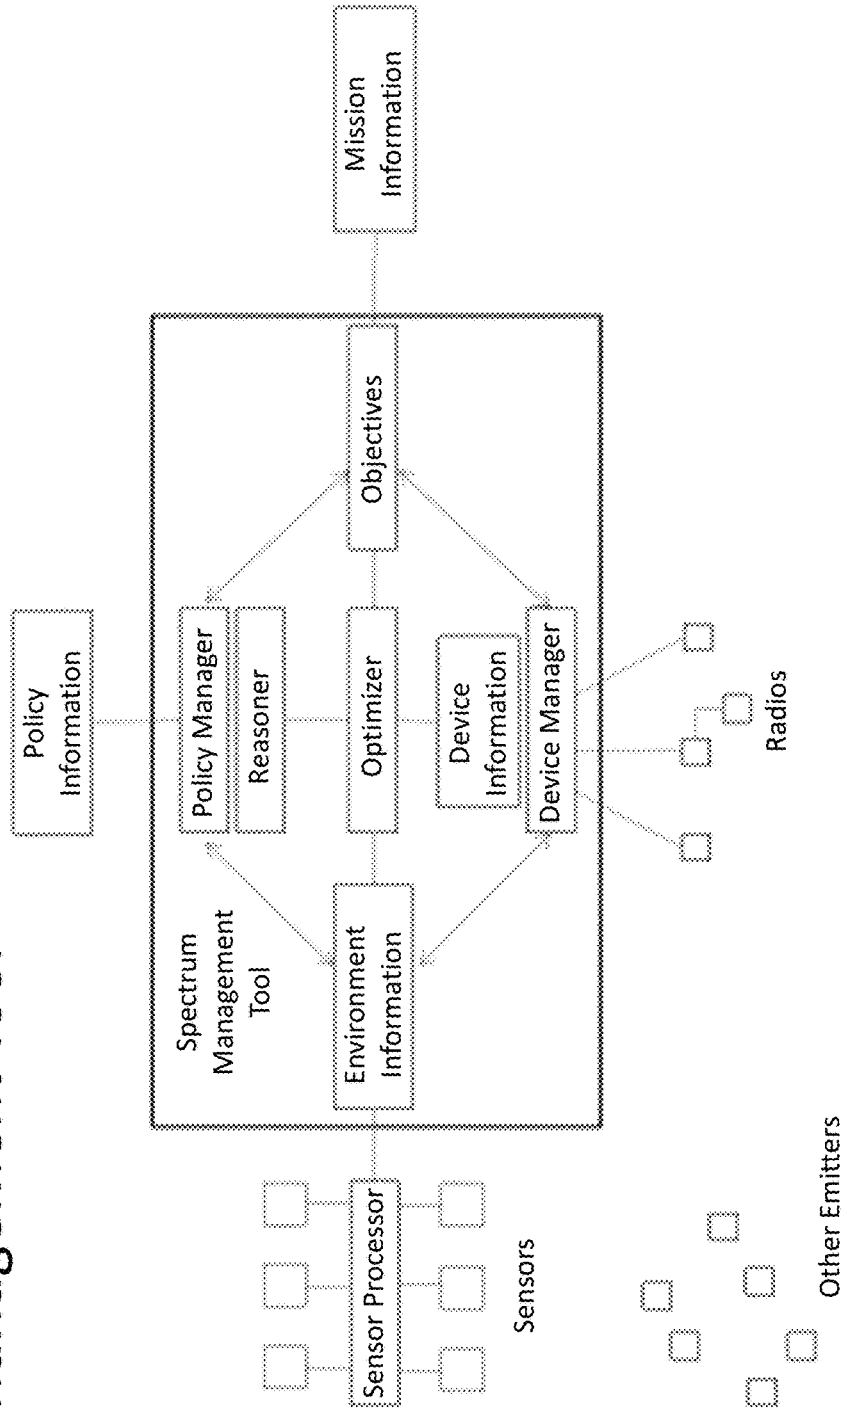 Policy
Information
Spectrum
Management
Tool
Policy Manager
Reasoner
Sensor Processor
Environment
Information
Optimizer
Objectives
Mission
Information
Device
Information
Device Manager
Sensors
Radios
Other Emitters